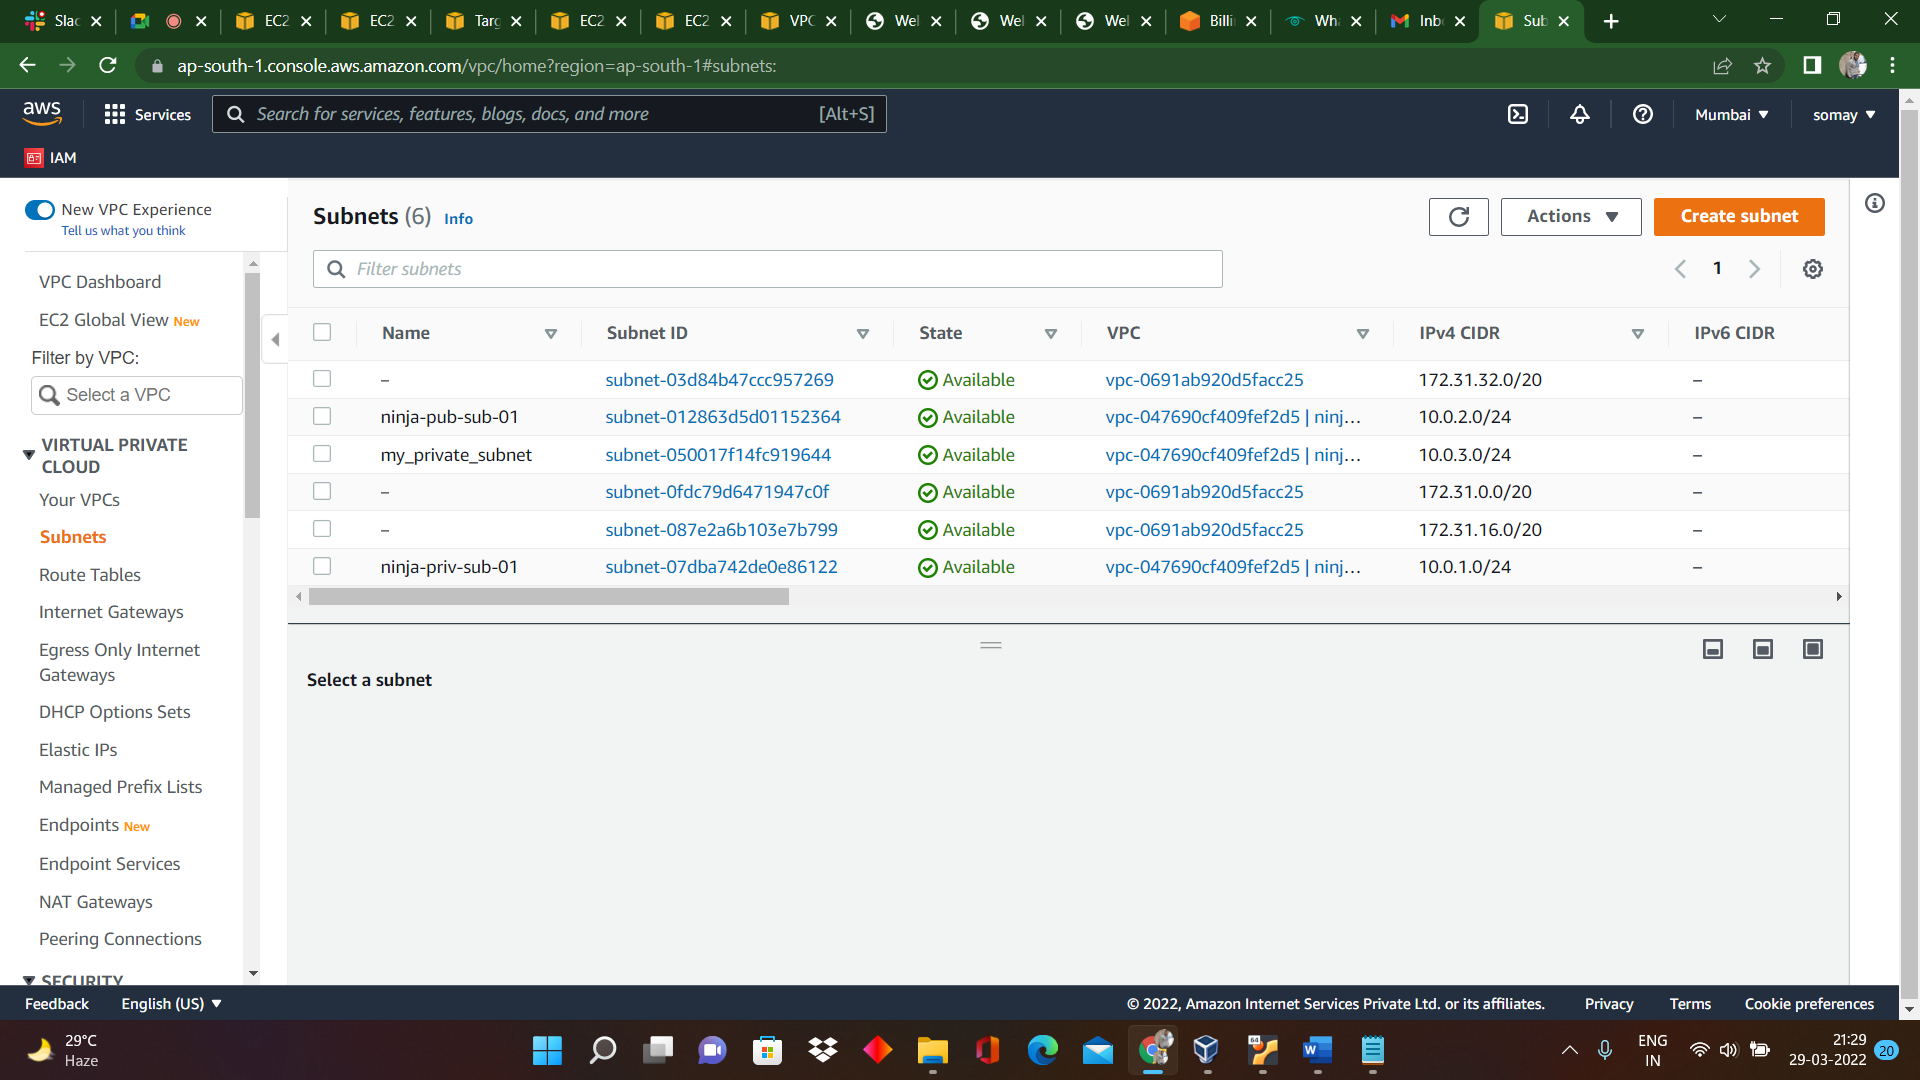 Slac
EC2
EC2
Targ
EC2
EC2
VPC
Wel
Wel
Wel
Billi
Wha
Inb
Sub
ap-south-1.console.aws.amazon.com/vpc/home?region=ap-south-1#subnets:
aws
Services
Search for services, features, blogs, docs, and more
[Alt+S]
Mumbai
somay
IAM
New VPC Experience
Tell us what you think
VPC Dashboard
EC2 Global View New
Filter by VPC:
Select a VPC
VIRTUAL PRIVATE
CLOUD
Your VPCs
Subnets
Route Tables
Internet Gateways
Egress Only Internet
Gateways
DHCP Options Sets
Elastic IPs
Managed Prefix Lists
Endpoints New
Endpoint Services
NAT Gateways
Peering Connections
SECURITY
Subnets (6) Info
Actions
Create subnet
Filter subnets
1
Name Subnet ID State VPC IPv4 CIDR IPv6 CIDR
– subnet-03d84b47ccc957269 Available vpc-0691ab920d5facc25 172.31.32.0/20 –
ninja-pub-sub-01 subnet-012863d5d01152364 Available vpc-047690cf409fef2d5 | ninj… 10.0.2.0/24 –
my_private_subnet subnet-050017f14fc919644 Available vpc-047690cf409fef2d5 | ninj… 10.0.3.0/24 –
– subnet-0fdc79d6471947c0f Available vpc-0691ab920d5facc25 172.31.0.0/20 –
– subnet-087e2a6b103e7b799 Available vpc-0691ab920d5facc25 172.31.16.0/20 –
ninja-priv-sub-01 subnet-07dba742de0e86122 Available vpc-047690cf409fef2d5 | ninj… 10.0.1.0/24 –
Select a subnet
Feedback English (US) © 2022, Amazon Internet Services Private Ltd. or its affiliates. Privacy Terms Cookie preferences
29°C
Haze
64
W
ENG
IN
21:29
29-03-2022
20